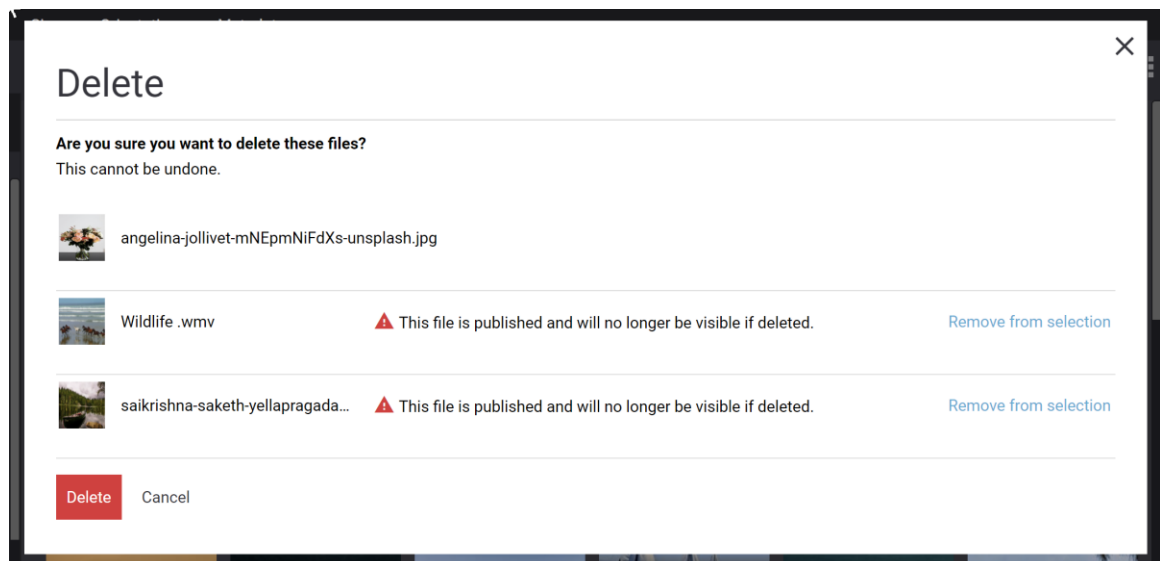 Delete
Are you sure you want to delete these files?
This cannot be undone.
angelina-jollivet-mNEpmNiFdXs-unsplash.jpg
Wildlife .wmv This file is published and will no longer be visible if deleted. Remove from selection
saikrishna-saketh-yellapragada... This file is published and will no longer be visible if deleted. Remove from selection
Delete Cancel